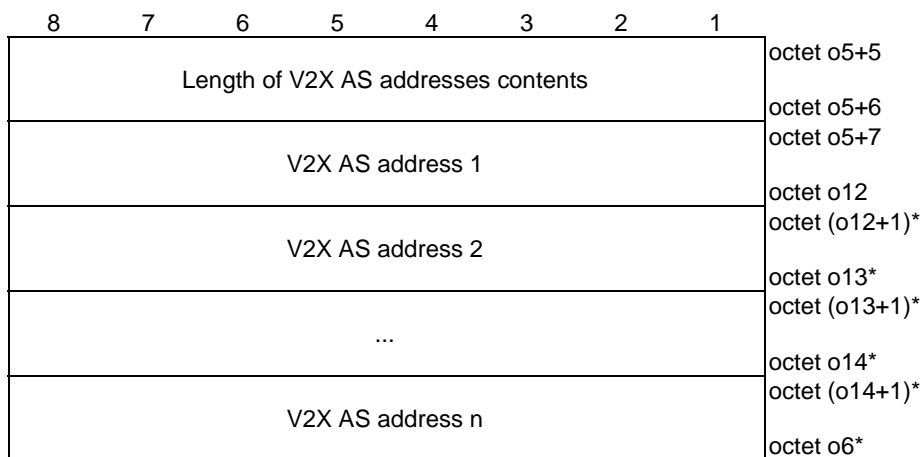 8 7 6 5 4 3 2 1
octet o5+5
Length of V2X AS addresses contents
octet o5+6
octet o5+7
V2X AS address 1
octet o12
octet (o12+1)*
V2X AS address 2
octet o13*
octet (o13+1)*
...
octet o14*
octet (o14+1)*
V2X AS address n
octet o6*